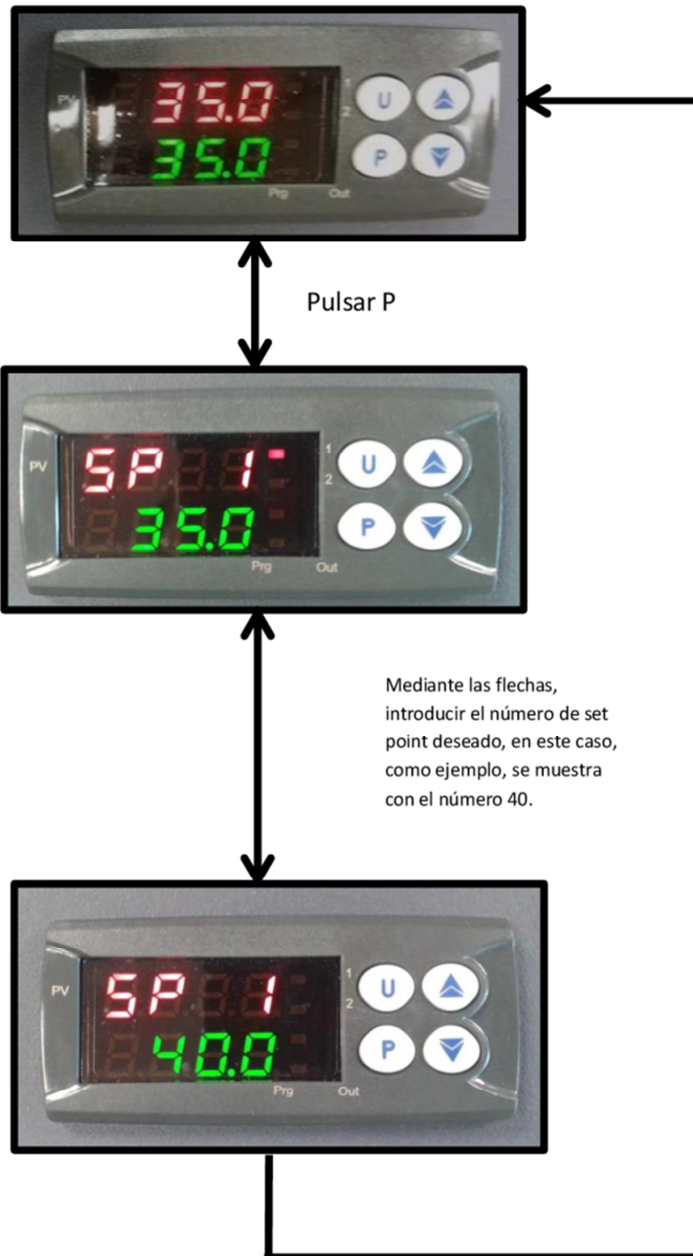 PV
35.0
35.0
1
2
U
P
Prg Out
Pulsar P
PV
SP 1
35.0
1
2
U
P
Prg Out
Mediante las flechas,
introducir el número de set
point deseado, en este caso,
como ejemplo, se muestra
con el número 40.
PV
SP 1
40.0
1
2
U
P
Prg Out